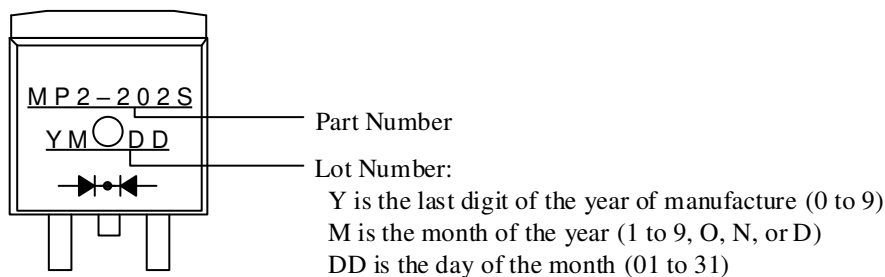 MP2-202S
YM DD
Part Number
Lot Number:
Y is the last digit of the year of manufacture (0 to 9)
M is the month of the year (1 to 9, O, N, or D)
DD is the day of the month (01 to 31)